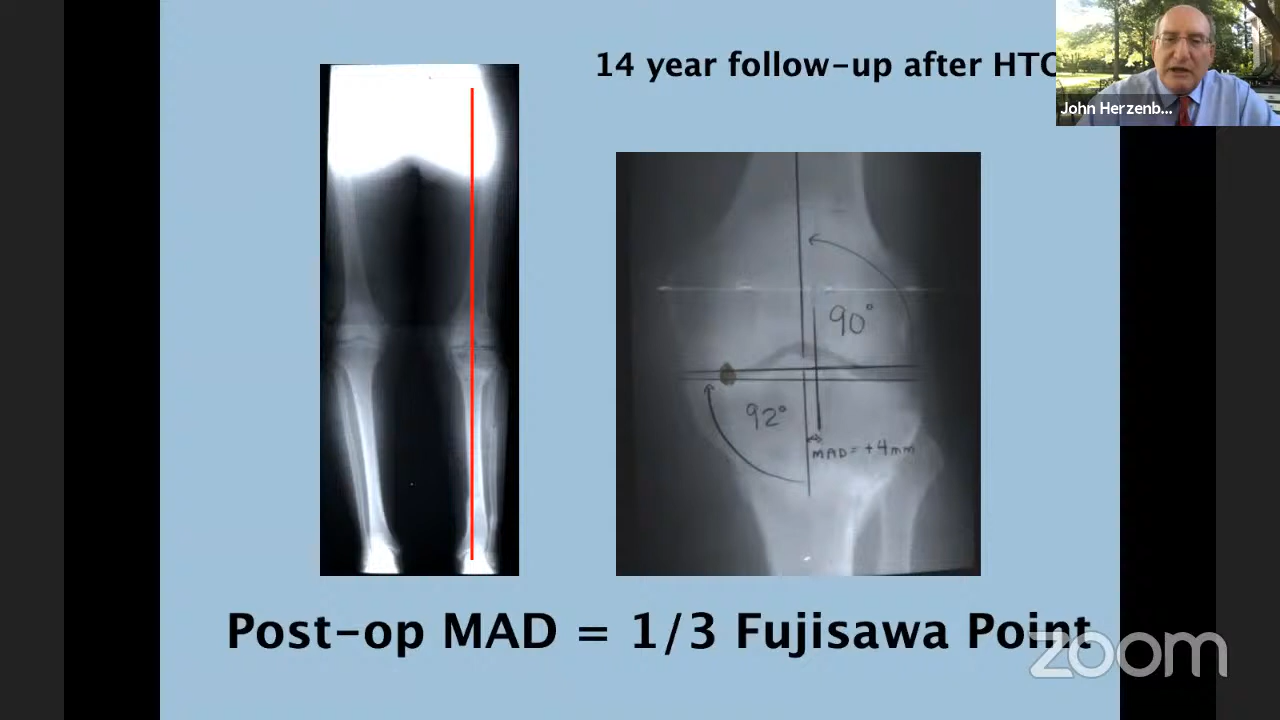 14 year follow-up after HTO
John Herzenb...
90°
92°
MAD = +4mm
Post-op MAD = 1/3 Fujisawa Point
zoom